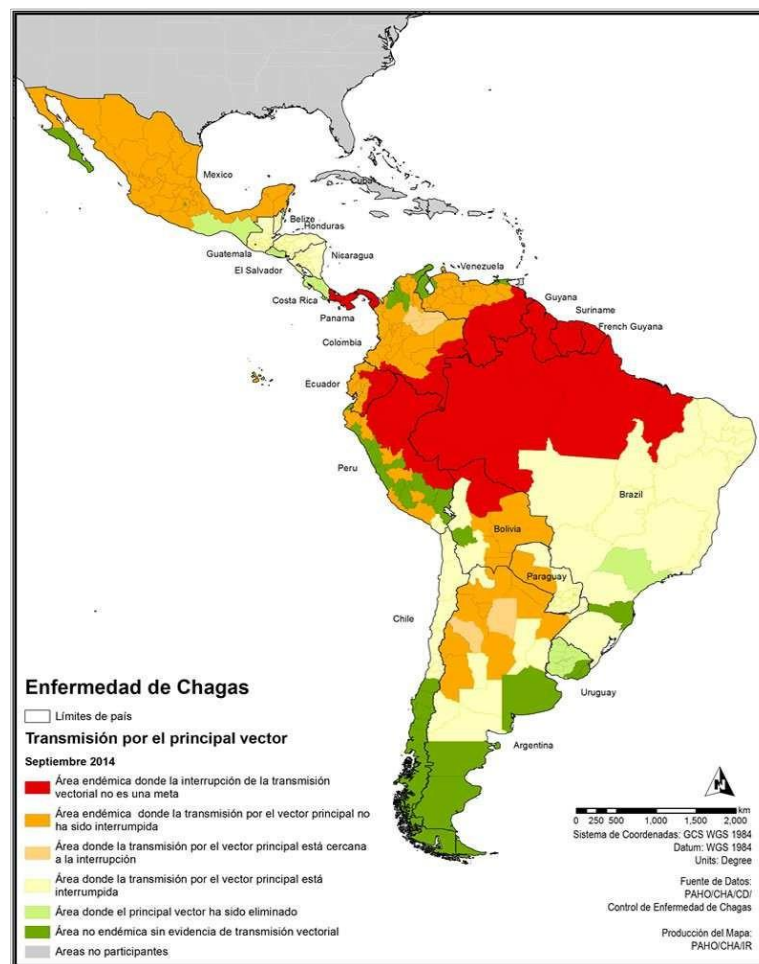 Mexico
Cuba
Belize
Honduras
Guatemala
Nicaragua
El Salvador
Costa Rica
Panama
Venezuela
Guyana
Suriname
French Guyana
Colombia
Ecuador
Peru
Brazil
Bolivia
Paraguay
Chile
Uruguay
Argentina
Enfermedad de Chagas
Límites de país
Transmisión por el principal vector
Septiembre 2014
Área endémica donde la interrupción de la transmisión
vectorial no es una meta
Área endémica donde la transmisión por el vector principal no
ha sido interrumpida
Área donde la transmisión por el vector principal está cercana
a la interrupción
Área donde la transmisión por vector principal está
interrumpida
Área donde el principal vector ha sido eliminado
Área no endémica sin evidencia de transmisión vectorial
Areas no participantes
N
km
0 250 500 1,000 1,500 2,000
Sistema de Coordenadas: GCS WGS 1984
Datum: WGS 1984
Units: Degree
Fuente de Datos:
PAHO/CHA/CD/
Control de Enfermedad de Chagas
Producción del Mapa:
PAHO/CHA/IR